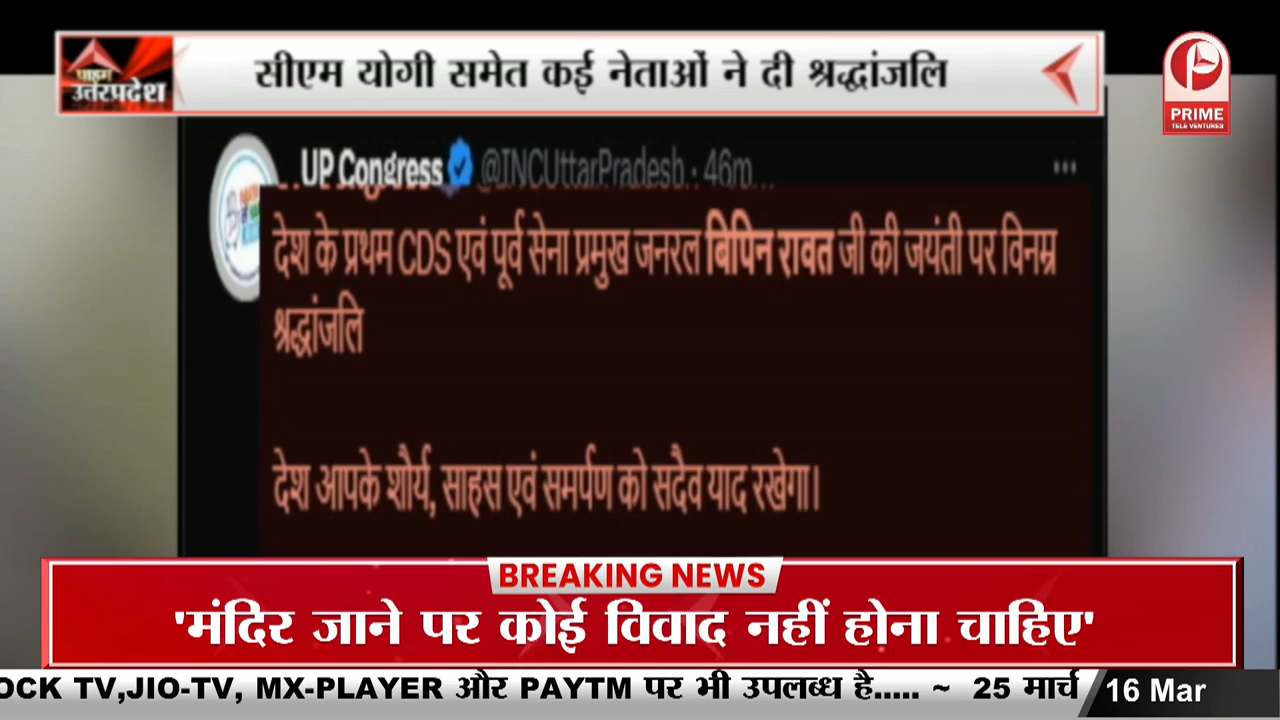 प्राइम
उत्तरप्रदेश
सीएम योगी समेत कई नेताओं ने दी श्रद्धांजलि
PRIME
TELE VENTURES
UP Congress @INCUttarPradesh · 46m
देश के प्रथम CDS एवं पूर्व सेना प्रमुख जनरल बिपिन रावत जी की जयंती पर विनम्र
श्रद्धांजलि
देश आपके शौर्य, साहस एवं समर्पण को सदैव याद रखेगा।
BREAKING NEWS
'मंदिर जाने पर कोई विवाद नहीं होना चाहिए'
OCK TV,JIO-TV, MX-PLAYER और PAYTM पर भी उपलब्ध है..... ~ 25 मार्च
16 Mar